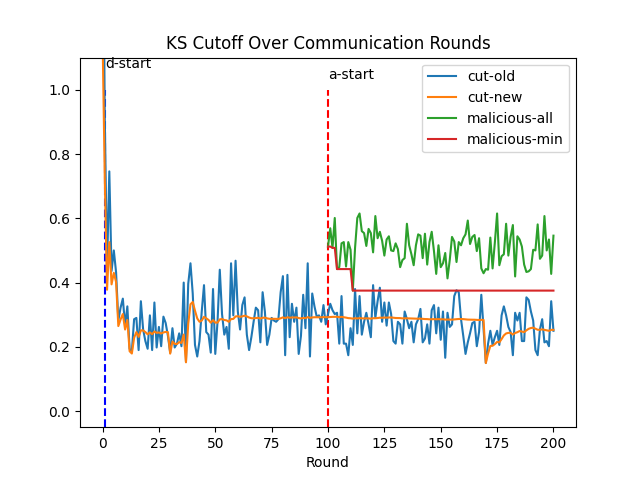 KS Cutoff Over Communication Rounds
d-start
a-start
cut-old
cut-new
malicious-all
malicious-min
1.0
0.8
0.6
0.4
0.2
0.0
0 25 50 75 100 125 150 175 200
Round